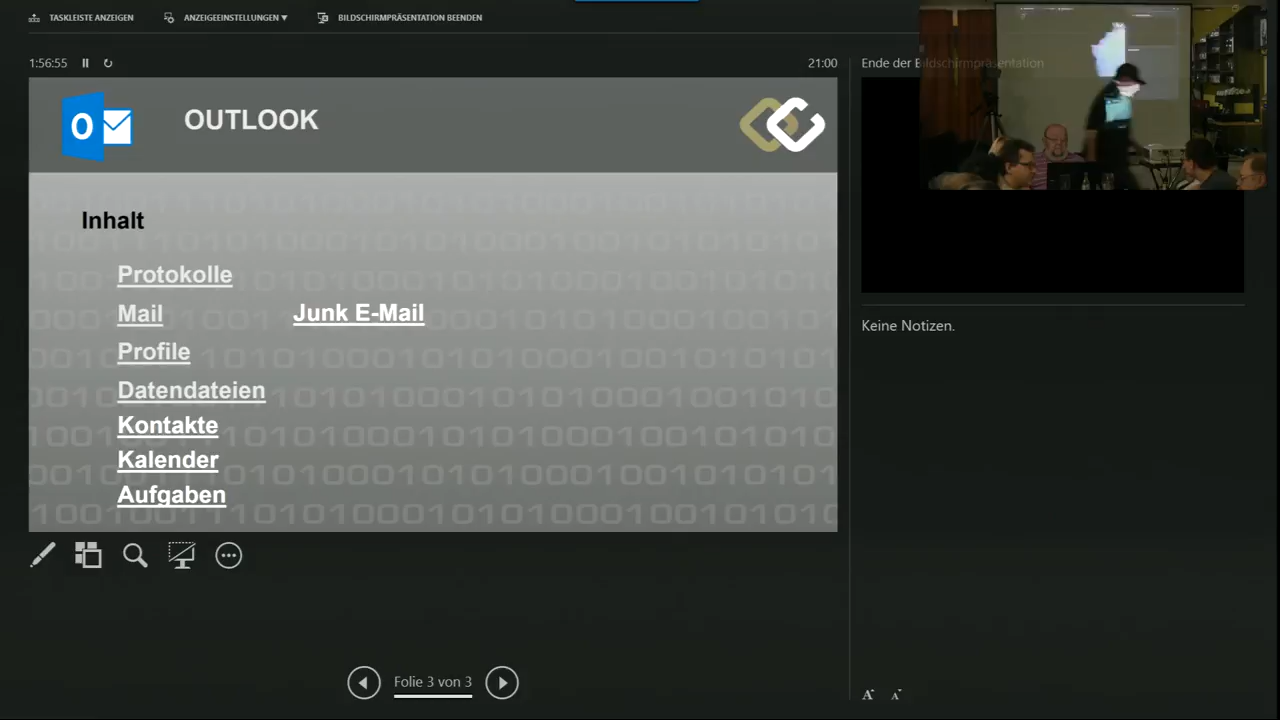 TASKLEISTE ANZEIGEN
ANZEIGEEINSTELLUNGEN ▼
BILDSCHIRMPRÄSENTATION BEENDEN
1:56:55
21:00
Ende der Bildschirmpräsentation
OUTLOOK
Inhalt
Protokolle
Mail
Junk E-Mail
Profile
Datendateien
Kontakte
Kalender
Aufgaben
Keine Notizen.
Folie 3 von 3
A A